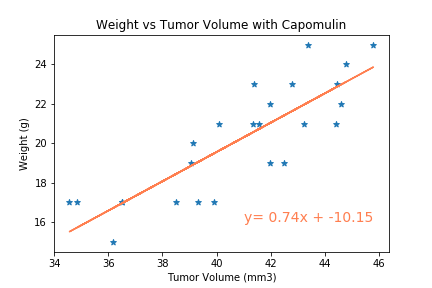 Weight vs Tumor Volume with Capomulin
Weight (g)
24
22
20
18
16
y= 0.74x + -10.15
34 36 38 40 42 44 46
Tumor Volume (mm3)